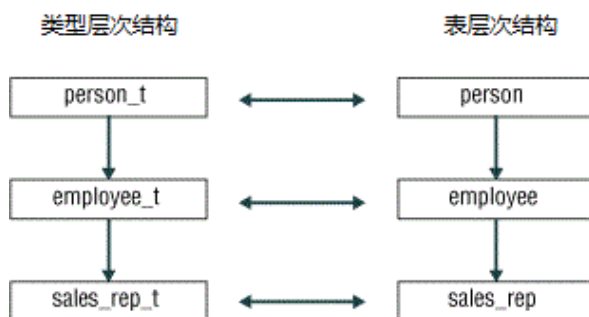 类型层次结构 表层次结构
person_t person
employee_t employee
sales_rep_t sales_rep